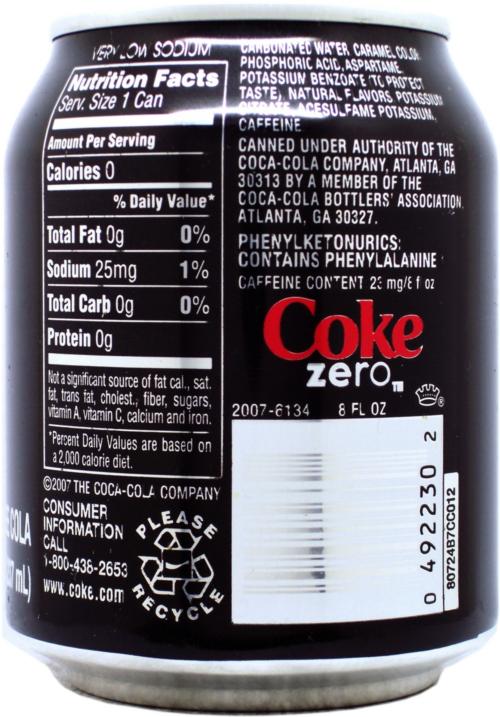 VERY LOW SODIUM
Nutrition Facts
Serv. Size 1 Can
Amount Per Serving
Calories 0
% Daily Value*
Total Fat 0g 0%
Sodium 25mg 1%
Total Carb 0g 0%
Protein 0g
Not a significant source of fat cal., sat.
fat, trans fat, cholest., fiber, sugars,
vitamin A, vitamin C, calcium and iron.
*Percent Daily Values are based on
a 2,000 calorie diet.
©2007 THE COCA-COLA COMPANY
CONSUMER
INFORMATION
CALL
1-800-438-2653
www.coke.com
PLEASE
RECYCLE
COLA
mL)
CARBONATED WATER, CARAMEL COLOR,
PHOSPHORIC ACID, ASPARTAME,
POTASSIUM BENZOATE (TO PROTECT
TASTE), NATURAL FLAVORS, POTASSIUM
CITRATE, ACESULFAME POTASSIUM,
CAFFEINE
CANNED UNDER AUTHORITY OF THE
COCA-COLA COMPANY, ATLANTA, GA
30313 BY A MEMBER OF THE
COCA-COLA BOTTLERS' ASSOCIATION,
ATLANTA, GA 30327.
PHENYLKETONURICS:
CONTAINS PHENYLALANINE
CAFFEINE CONTENT 23 mg/8 fl oz
Coke
zero™
2007-6134 8 FL OZ
0 492230 2
80724B7CC012